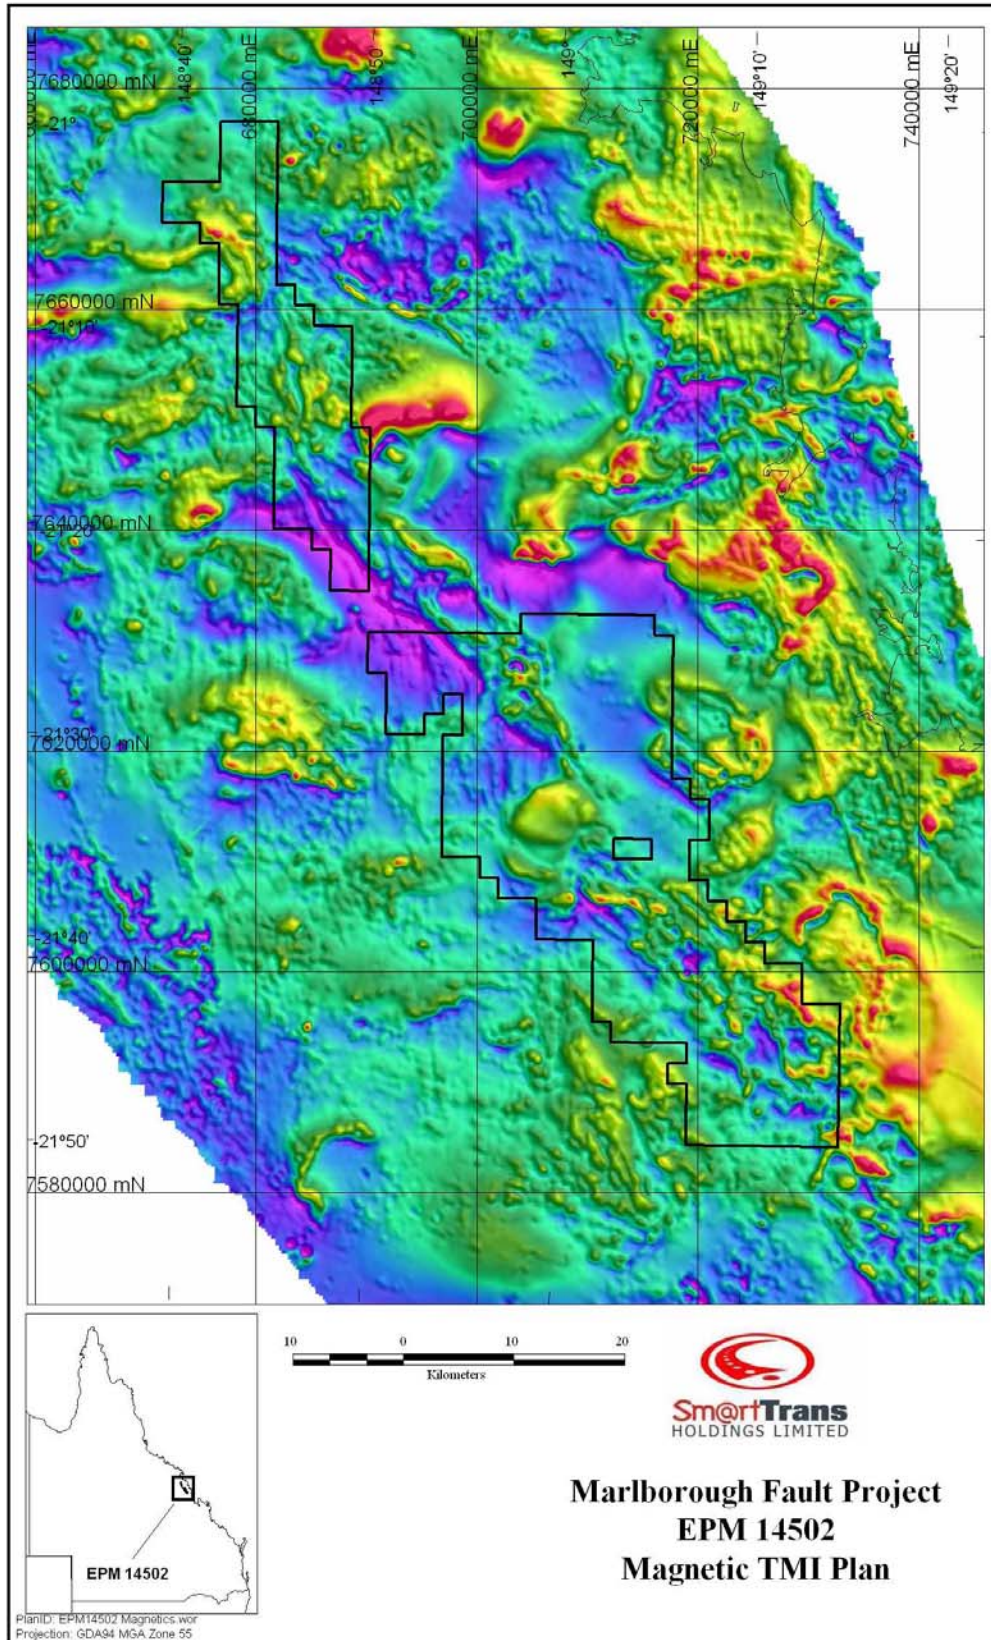 148°40'
680000 mE
148°50'
700000 mE
149°
720000 mE
149°10'
740000 mE
149°20'
7680000 mN
-21°
7660000 mN
-21°10'
7640000 mN
-21°20'
-21°30'
7620000 mN
-21°40'
7600000 mN
-21°50'
7580000 mN
10 0 10 20
Kilometers
Sm@rtTrans
HOLDINGS LIMITED
Marlborough Fault Project
EPM 14502
Magnetic TMI Plan
EPM 14502
PlanID: EPM14502 Magnetics.wor
Projection: GDA94 MGA Zone 55